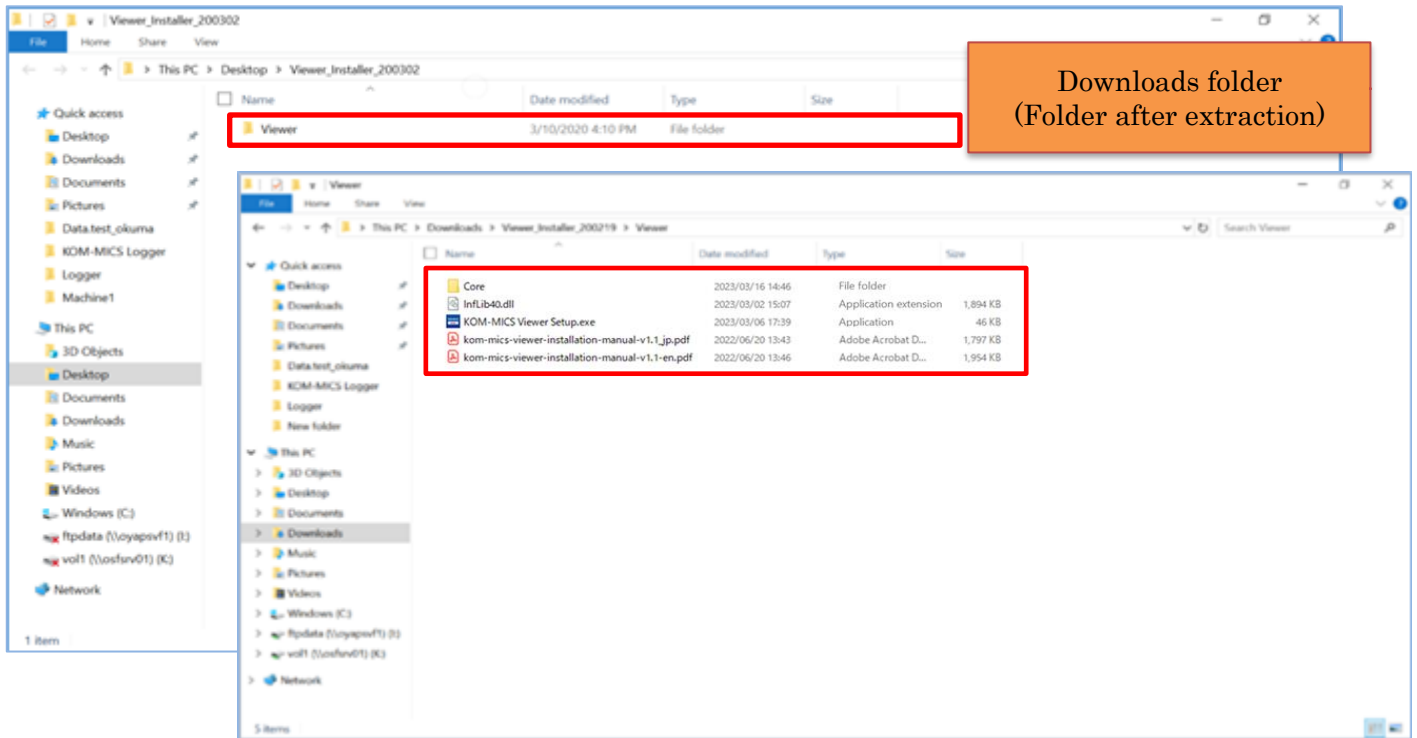 Viewer_Installer_200302
File Home Share View
This PC > Desktop > Viewer_Installer_200302
Name Date modified Type Size
Viewer 3/10/2020 4:10 PM File folder
Quick access
Desktop
Downloads
Documents
Pictures
Data.test_okuma
KOM-MICS Logger
Logger
Machine1
This PC
3D Objects
Desktop
Documents
Downloads
Music
Pictures
Videos
Windows (C:)
ftpdata (\\oyapsvf1) (I:)
vol1 (\\osfsrv01) (K:)
Network
1 item
Downloads folder
(Folder after extraction)
Viewer
File Home Share View
This PC > Downloads > Viewer_Installer_200219 > Viewer
Search Viewer
Name Date modified Type Size
Core 2023/03/16 14:46 File folder
InfLib40.dll 2023/03/02 15:07 Application extension 1,894 KB
KOM-MICS Viewer Setup.exe 2023/03/06 17:39 Application 46 KB
kom-mics-viewer-installation-manual-v1.1_jp.pdf 2022/06/20 13:43 Adobe Acrobat D... 1,797 KB
kom-mics-viewer-installation-manual-v1.1-en.pdf 2022/06/20 13:46 Adobe Acrobat D... 1,954 KB
Quick access
Desktop
Downloads
Documents
Pictures
Data.test_okuma
KOM-MICS Logger
Logger
New folder
This PC
3D Objects
Desktop
Documents
Downloads
Music
Pictures
Videos
Windows (C:)
ftpdata (\\oyapsvf1) (I:)
vol1 (\\osfsrv01) (K:)
Network
5 items